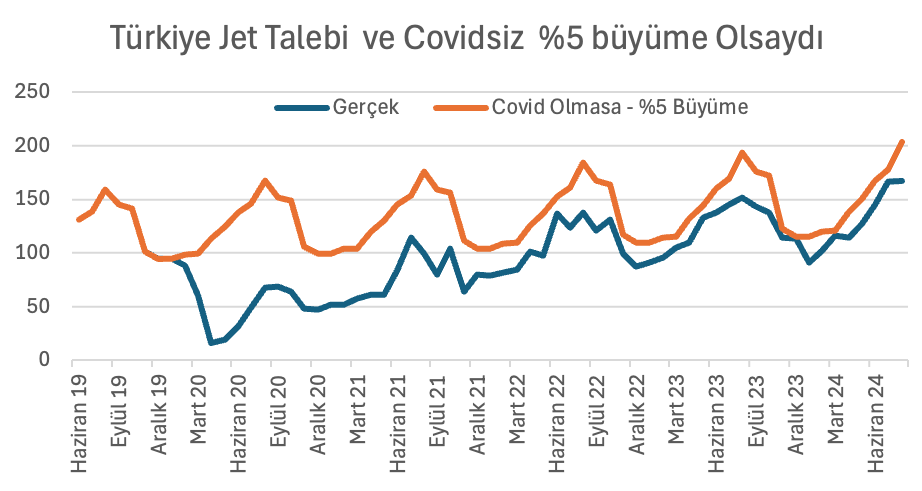 Türkiye Jet Talebi ve Covidsiz %5 büyüme Olsaydı
Gerçek
Covid Olmasa - %5 Büyüme
250
200
150
100
50
0
Haziran 19
Eylül 19
Aralık 19
Mart 20
Haziran 20
Eylül 20
Aralık 20
Mart 21
Haziran 21
Eylül 21
Aralık 21
Mart 22
Haziran 22
Eylül 22
Aralık 22
Mart 23
Haziran 23
Eylül 23
Aralık 23
Mart 24
Haziran 24